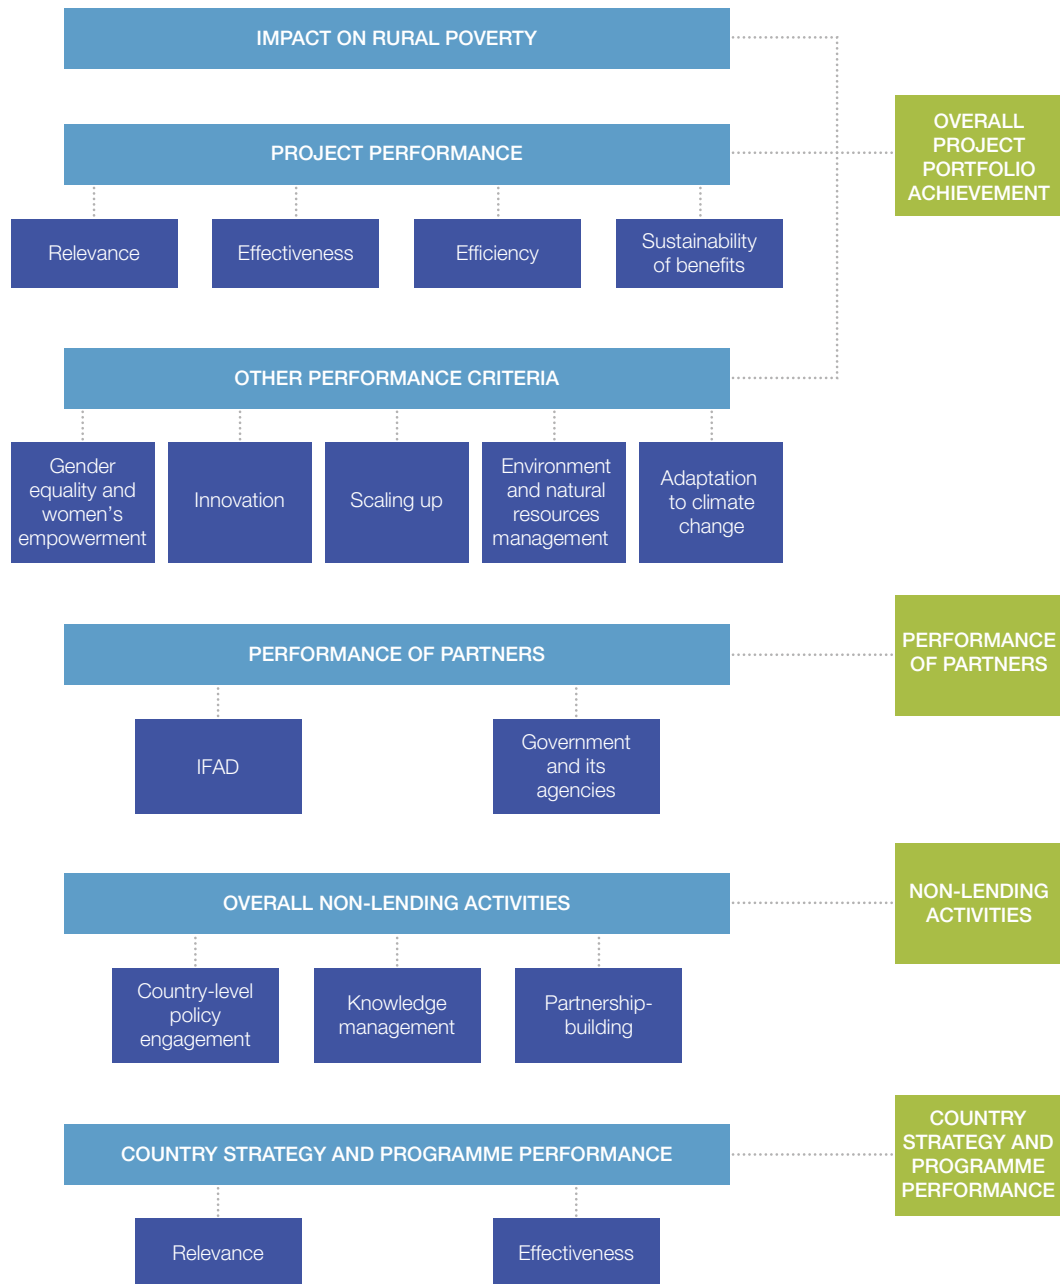 IMPACT ON RURAL POVERTY
OVERALL
PROJECT
PORTFOLIO
ACHIEVEMENT
PROJECT PERFORMANCE
Relevance
Effectiveness
Efficiency
Sustainability
of benefits
OTHER PERFORMANCE CRITERIA
Gender
equality and
women's
empowerment
Innovation
Scaling up
Environment
and natural
resources
management
Adaptation
to climate
change
PERFORMANCE OF PARTNERS
PERFORMANCE
OF PARTNERS
IFAD
Government
and its
agencies
OVERALL NON-LENDING ACTIVITIES
NON-LENDING
ACTIVITIES
Country-level
policy
engagement
Knowledge
management
Partnership-
building
COUNTRY STRATEGY AND PROGRAMME PERFORMANCE
COUNTRY
STRATEGY AND
PROGRAMME
PERFORMANCE
Relevance
Effectiveness